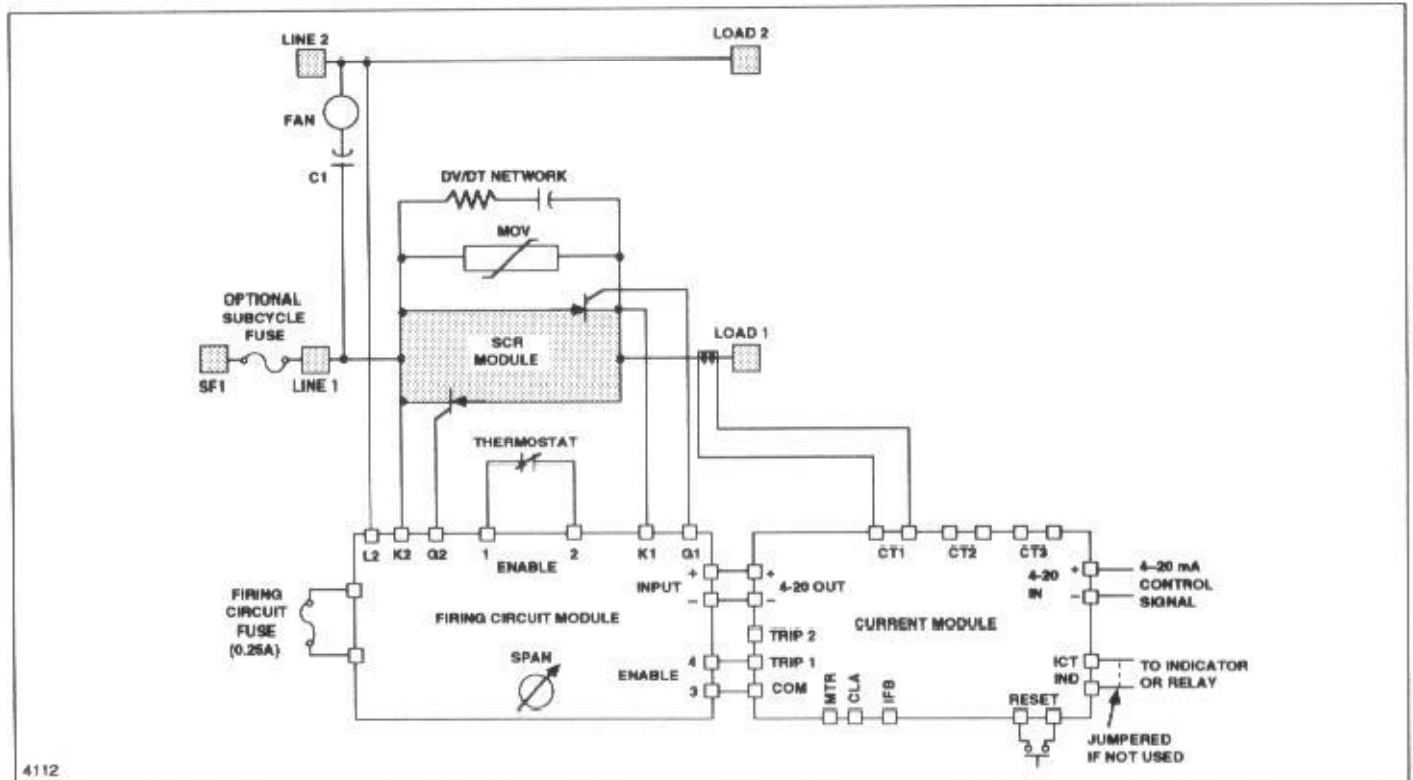 LINE 2
LOAD 2
FAN
C1
DV/DT NETWORK
MOV
OPTIONAL
SUBCYCLE
FUSE
SCR
MODULE
LOAD 1
SF1
LINE 1
THERMOSTAT
L2
K2
G2
1
2
K1
G1
CT1
CT2
CT3
ENABLE
INPUT
+
−
+
−
4-20 OUT
4-20
IN
+
−
4–20 mA
CONTROL
SIGNAL
FIRING
CIRCUIT
FUSE
(0.25A)
FIRING CIRCUIT MODULE
CURRENT MODULE
SPAN
ENABLE
4
3
TRIP 2
TRIP 1
COM
MTR
CLA
IFB
RESET
ICT
IND
TO INDICATOR
OR RELAY
JUMPERED
IF NOT USED
4112